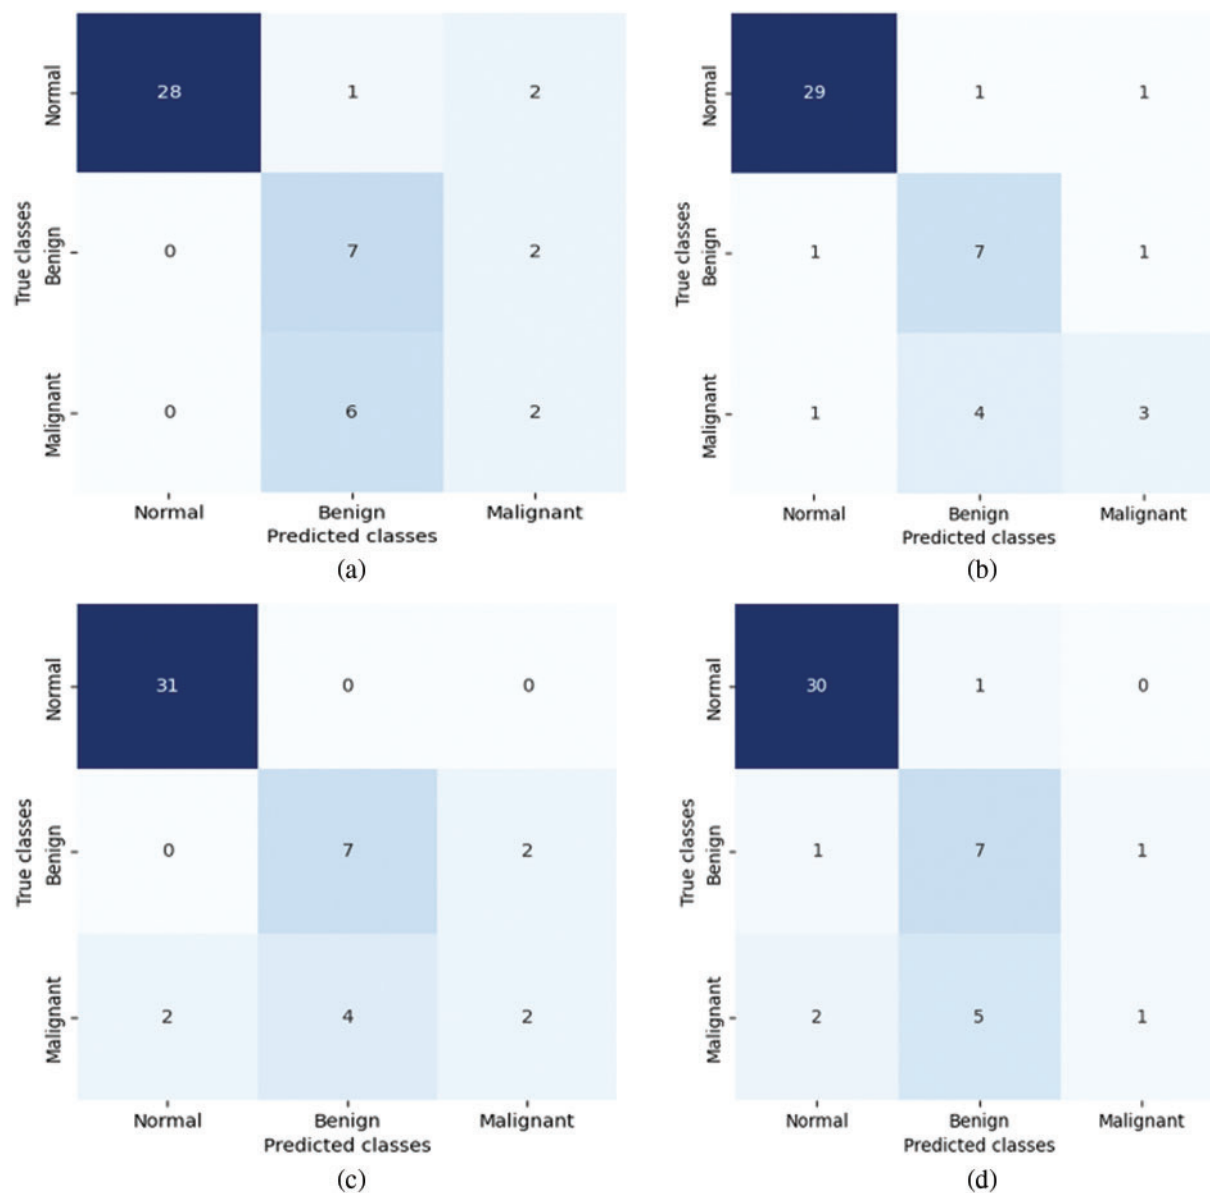 Normal 28 1 2
Benign 0 7 2
Malignant 0 6 2
True classes
Normal Benign Malignant
Predicted classes
(a)
Normal 29 1 1
Benign 1 7 1
Malignant 1 4 3
True classes
Normal Benign Malignant
Predicted classes
(b)
Normal 31 0 0
Benign 0 7 2
Malignant 2 4 2
True classes
Normal Benign Malignant
Predicted classes
(c)
Normal 30 1 0
Benign 1 7 1
Malignant 2 5 1
True classes
Normal Benign Malignant
Predicted classes
(d)